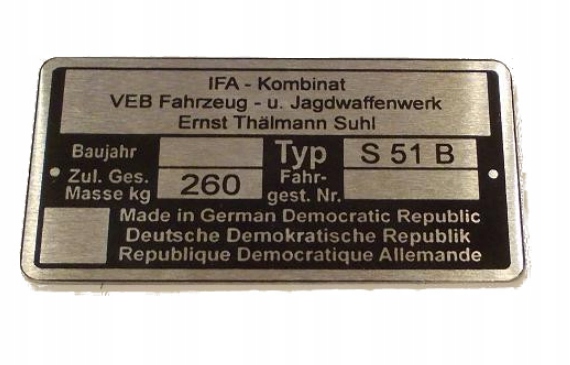 IFA - Kombinat
VEB Fahrzeug - u. Jagdwaffenwerk
Ernst Thälmann Suhl
Baujahr Typ S 51 B
Zul. Ges. Masse kg 260 Fahr- gest. Nr.
Made in German Democratic Republic
Deutsche Demokratische Republik
Republique Democratique Allemande